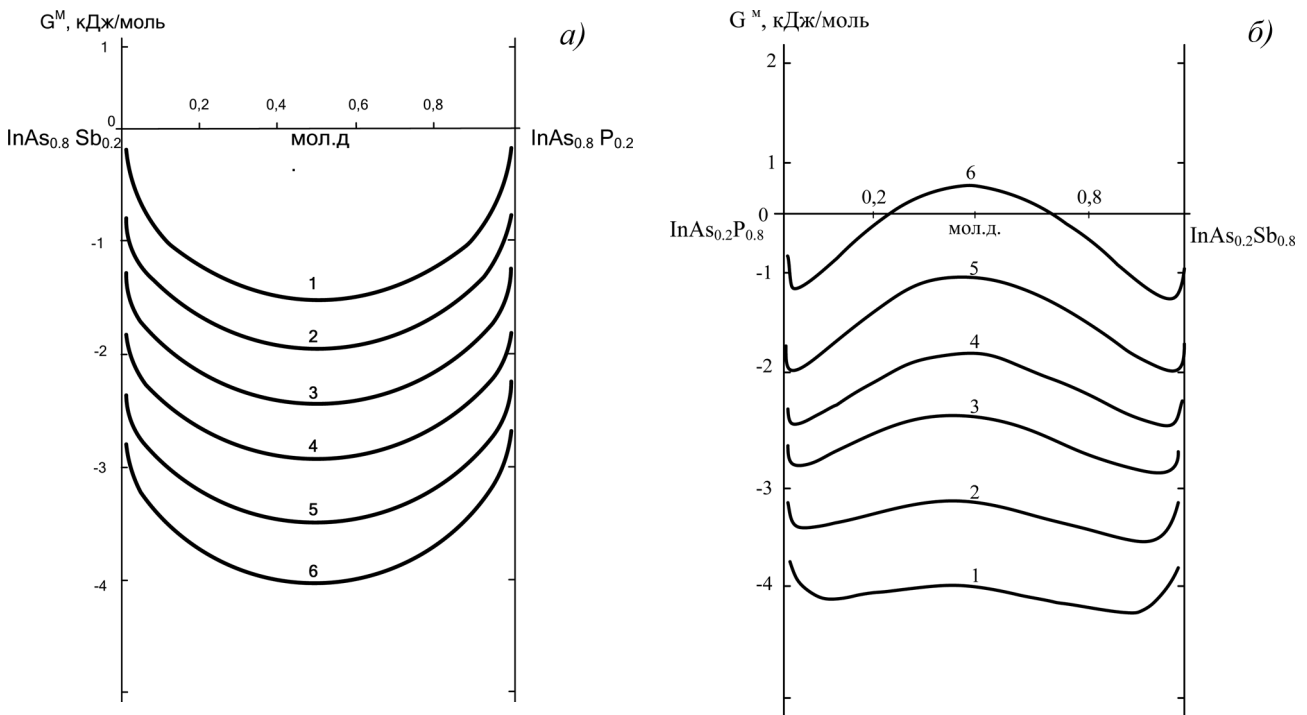 Gᴹ, кДж/моль
а)
1
0,2 0,4 0,6 0,8
0
InAs₀.₈ Sb₀.₂
мол.д
InAs₀.₈ P₀.₂
-1
1
2
-2
3
4
-3
5
6
-4
G ᴹ, кДж/моль
б)
2
1
6
0,2
0,8
0
InAs₀.₂P₀.₈
мол.д.
InAs₀.₂Sb₀.₈
-1
5
4
-2
3
-3
2
1
-4